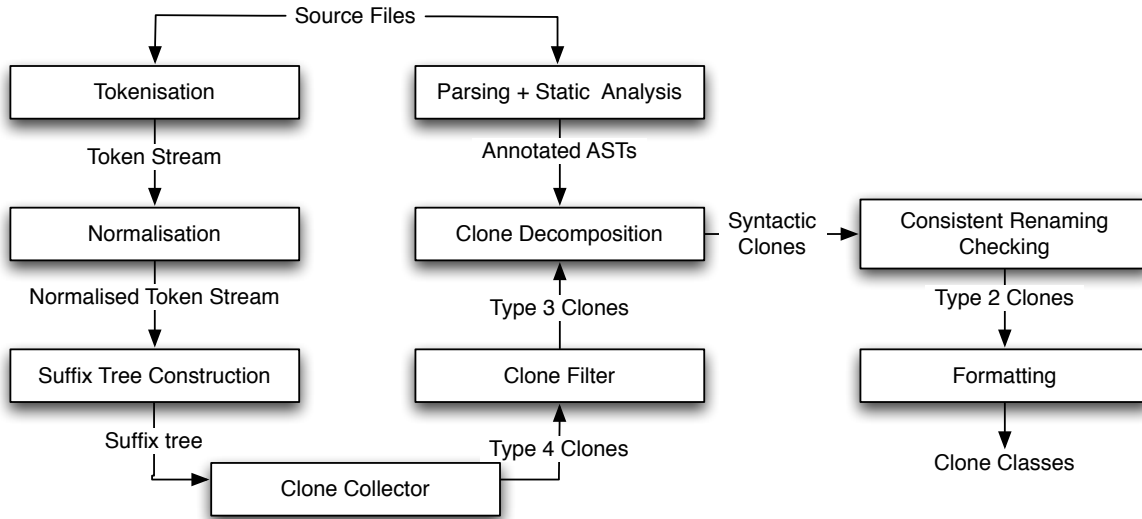 Source Files
Tokenisation
Parsing + Static Analysis
Token Stream
Annotated ASTs
Normalisation
Clone Decomposition
Syntactic
Clones
Consistent Renaming
Checking
Normalised Token Stream
Type 3 Clones
Type 2 Clones
Suffix Tree Construction
Clone Filter
Formatting
Suffix tree
Type 4 Clones
Clone Classes
Clone Collector